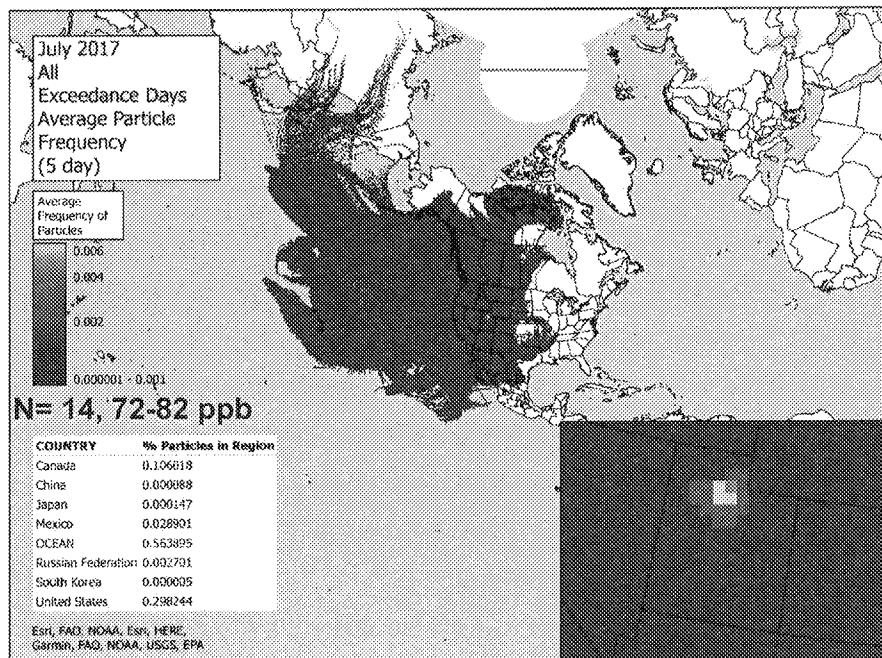 July 2017
All
Exceedance Days
Average Particle
Frequency
(5 day)
Average
Frequency of
Particles
0.006
0.004
0.002
0.000001 - 0.001
N= 14, 72-82 ppb
COUNTRY % Particles in Region
Canada 0.106018
China 0.000088
Japan 0.000147
Mexico 0.028901
OCEAN 0.563895
Russian Federation 0.002701
South Korea 0.000005
United States 0.298244
Esri, FAO, NOAA, Esri, HERE,
Garmin, FAO, NOAA, USGS, EPA